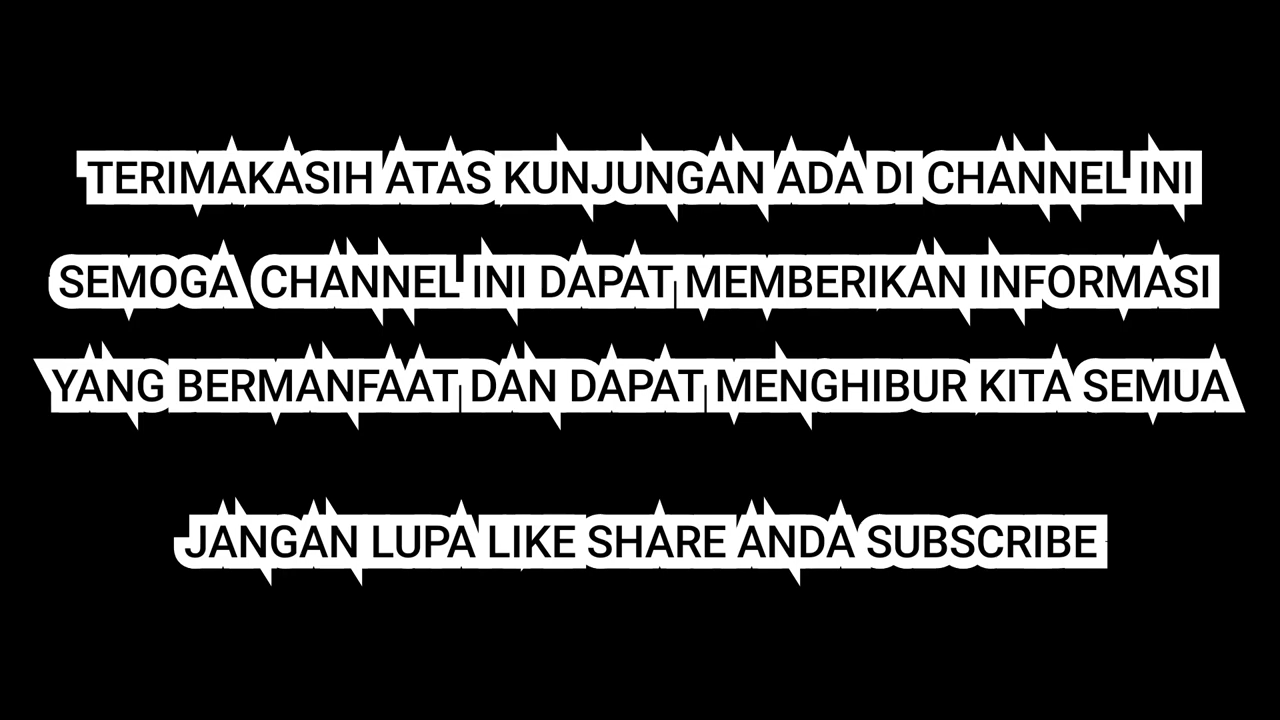 TERIMAKASIH ATAS KUNJUNGAN ADA DI CHANNEL INI
SEMOGA CHANNEL INI DAPAT MEMBERIKAN INFORMASI
YANG BERMANFAAT DAN DAPAT MENGHIBUR KITA SEMUA
JANGAN LUPA LIKE SHARE ANDA SUBSCRIBE